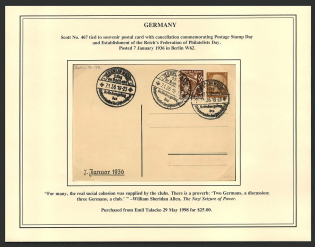 GERMANY
Scott No. 467 tied to souvenir postal card with cancellation commemorating Postage Stamp Day
and Establishment of the Reich's Federation of Philatelists Day.
Posted 7 January 1936 in Berlin W62.
7. Januar 1936
"For many, the real social cohesion was supplied by the clubs. There is a proverb: 'Two Germans, a discussion;
three Germans, a club.' " ~William Sheridan Allen, The Nazi Seizure of Power.
Purchased from Emil Talacko 29 May 1998 for $25.00.